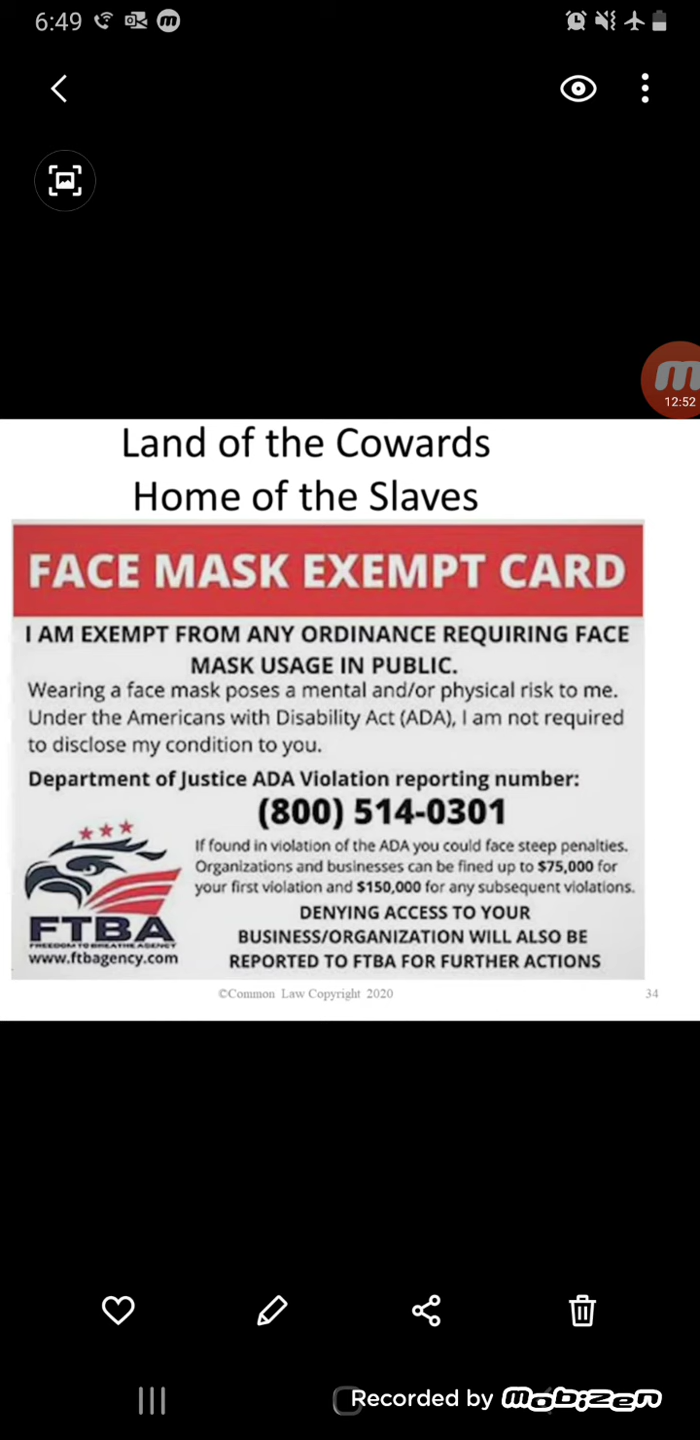 6:49
12:52
Land of the Cowards
Home of the Slaves
FACE MASK EXEMPT CARD
I AM EXEMPT FROM ANY ORDINANCE REQUIRING FACE
MASK USAGE IN PUBLIC.
Wearing a face mask poses a mental and/or physical risk to me.
Under the Americans with Disability Act (ADA), I am not required
to disclose my condition to you.
Department of Justice ADA Violation reporting number:
(800) 514-0301
If found in violation of the ADA you could face steep penalties.
Organizations and businesses can be fined up to $75,000 for
your first violation and $150,000 for any subsequent violations.
DENYING ACCESS TO YOUR
BUSINESS/ORGANIZATION WILL ALSO BE
REPORTED TO FTBA FOR FURTHER ACTIONS
FTBA
FREEDOM TO BREATHE AGENCY
www.ftbagency.com
©Common Law Copyright 2020
34
Recorded by mobizen